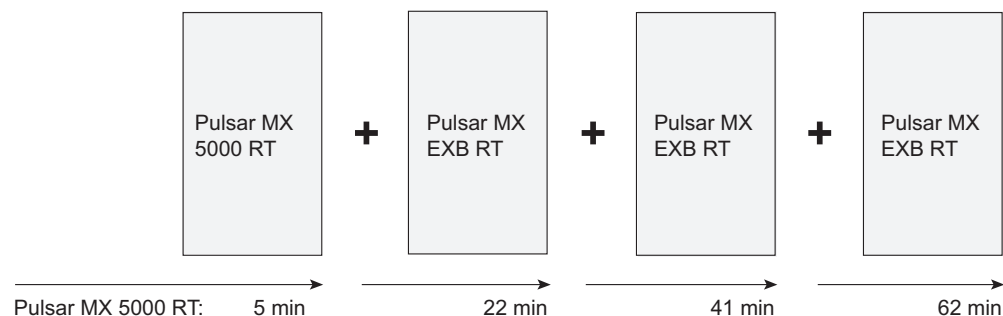 Pulsar MX
5000 RT
+
Pulsar MX
EXB RT
+
Pulsar MX
EXB RT
+
Pulsar MX
EXB RT
Pulsar MX 5000 RT: 5 min 22 min 41 min 62 min